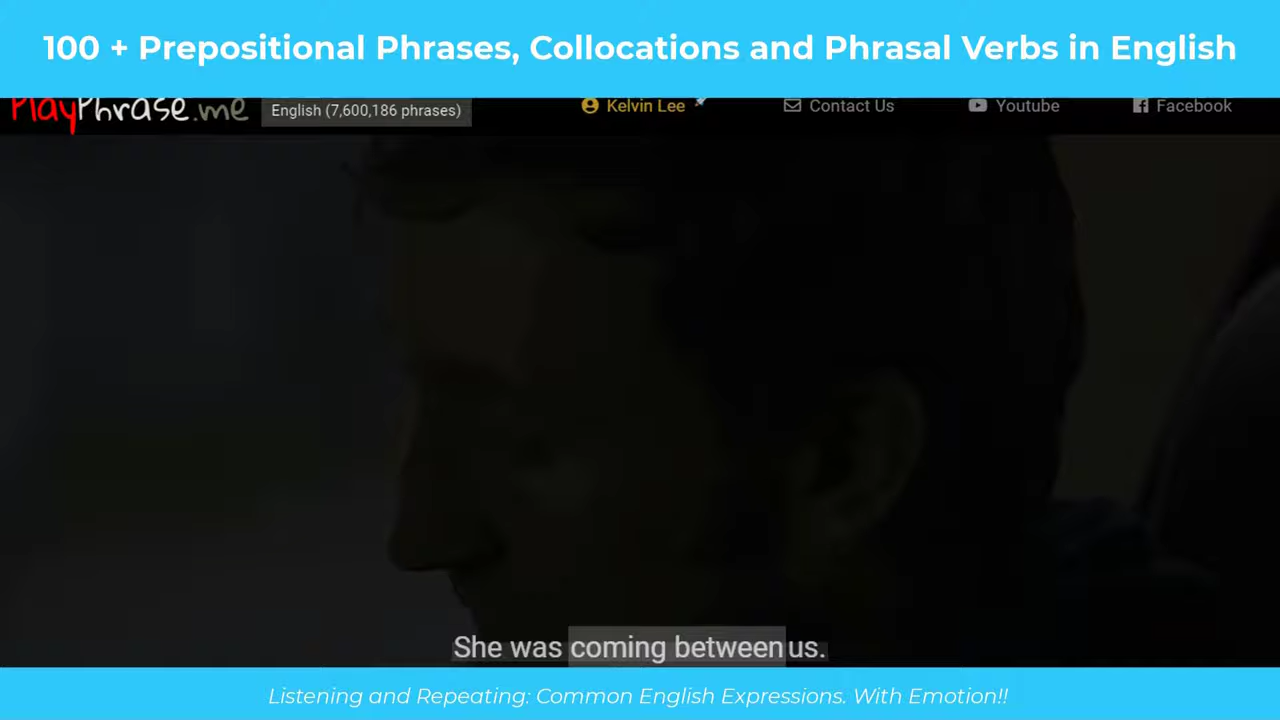 100 + Prepositional Phrases, Collocations and Phrasal Verbs in English
PlayPhrase.me English (7,600,186 phrases) Kelvin Lee Contact Us Youtube Facebook
She was coming between us.
Listening and Repeating: Common English Expressions. With Emotion!!